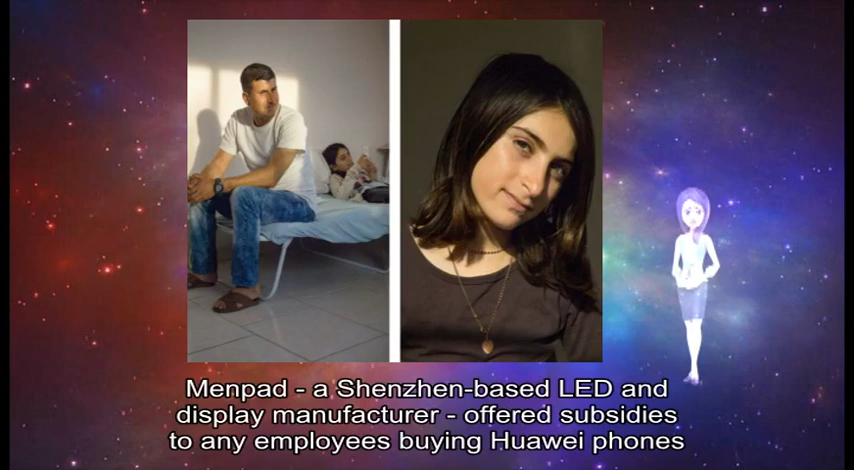 Menpad - a Shenzhen-based LED and
display manufacturer - offered subsidies
to any employees buying Huawei phones